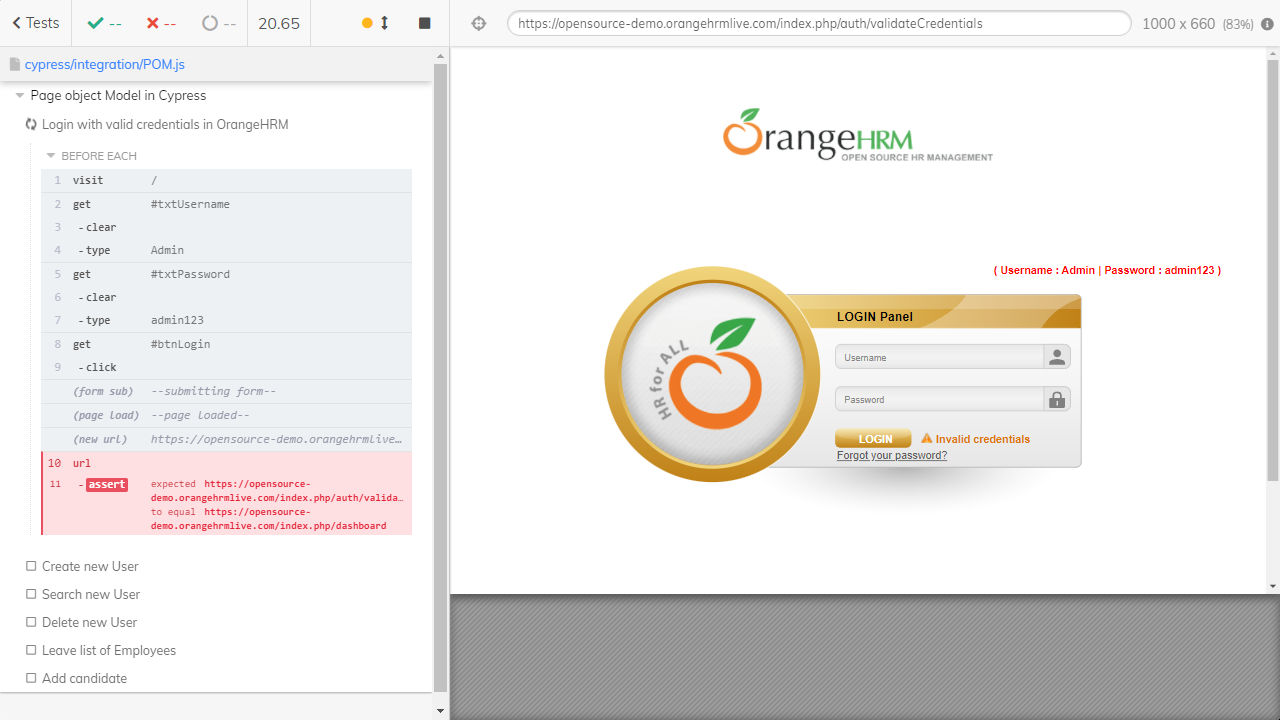 Tests
--
--
--
20.65
https://opensource-demo.orangehrmlive.com/index.php/auth/validateCredentials
1000 x 660 (83%)
cypress/integration/POM.js
Page object Model in Cypress
Login with valid credentials in OrangeHRM
BEFORE EACH
1 visit /
2 get #txtUsername
3 -clear
4 -type Admin
5 get #txtPassword
6 -clear
7 -type admin123
8 get #btnLogin
9 -click
(form sub) --submitting form--
(page load) --page loaded--
(new url) https://opensource-demo.orangehrmlive…
10 url
11 -assert expected https://opensource-
demo.orangehrmlive.com/index.php/auth/valida…
to equal https://opensource-
demo.orangehrmlive.com/index.php/dashboard
Create new User
Search new User
Delete new User
Leave list of Employees
Add candidate
OrangeHRM
OPEN SOURCE HR MANAGEMENT
( Username : Admin | Password : admin123 )
HR for ALL
LOGIN Panel
Username
Password
LOGIN Invalid credentials
Forgot your password?